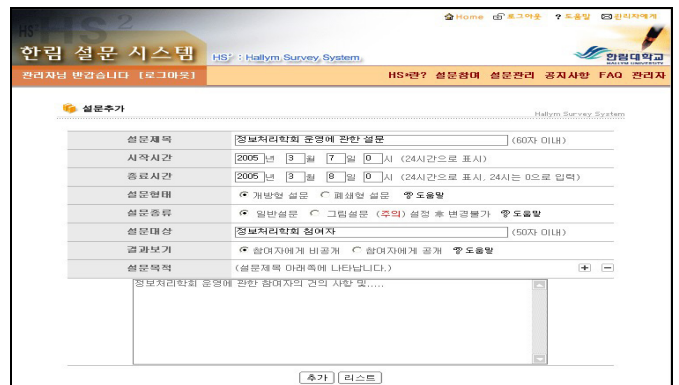 Home 로그아웃 ? 도움말 관리자에게
HS²
한림 설문 시스템 HS² : Hallym Survey System. 한림대학교
HALLYM UNIVERSITY
관리자님 반갑습니다 [로그아웃] HS²란? 설문참여 설문관리 공지사항 FAQ 관리자
설문추가
Hallym Survey System
설문제목 정보처리학회 운영에 관한 설문 (60자 이내)
시작시간 2005 년 3 월 7 일 0 시 (24시간으로 표시)
종료시간 2005 년 3 월 8 일 0 시 (24시간으로 표시, 24시는 0으로 입력)
설문형태 개방형 설문 폐쇄형 설문 도움말
설문종류 일반설문 그림설문 (주의) 설정 후 변경불가 도움말
설문대상 정보처리학회 참여자 (50자 이내)
결과보기 참여자에게 비공개 참여자에게 공개 도움말
설문목적 (설문제목 아래쪽에 나타납니다.) + -
정보처리학회 운영에 관한 참여자의 건의 사항 및.....
추가 리스트